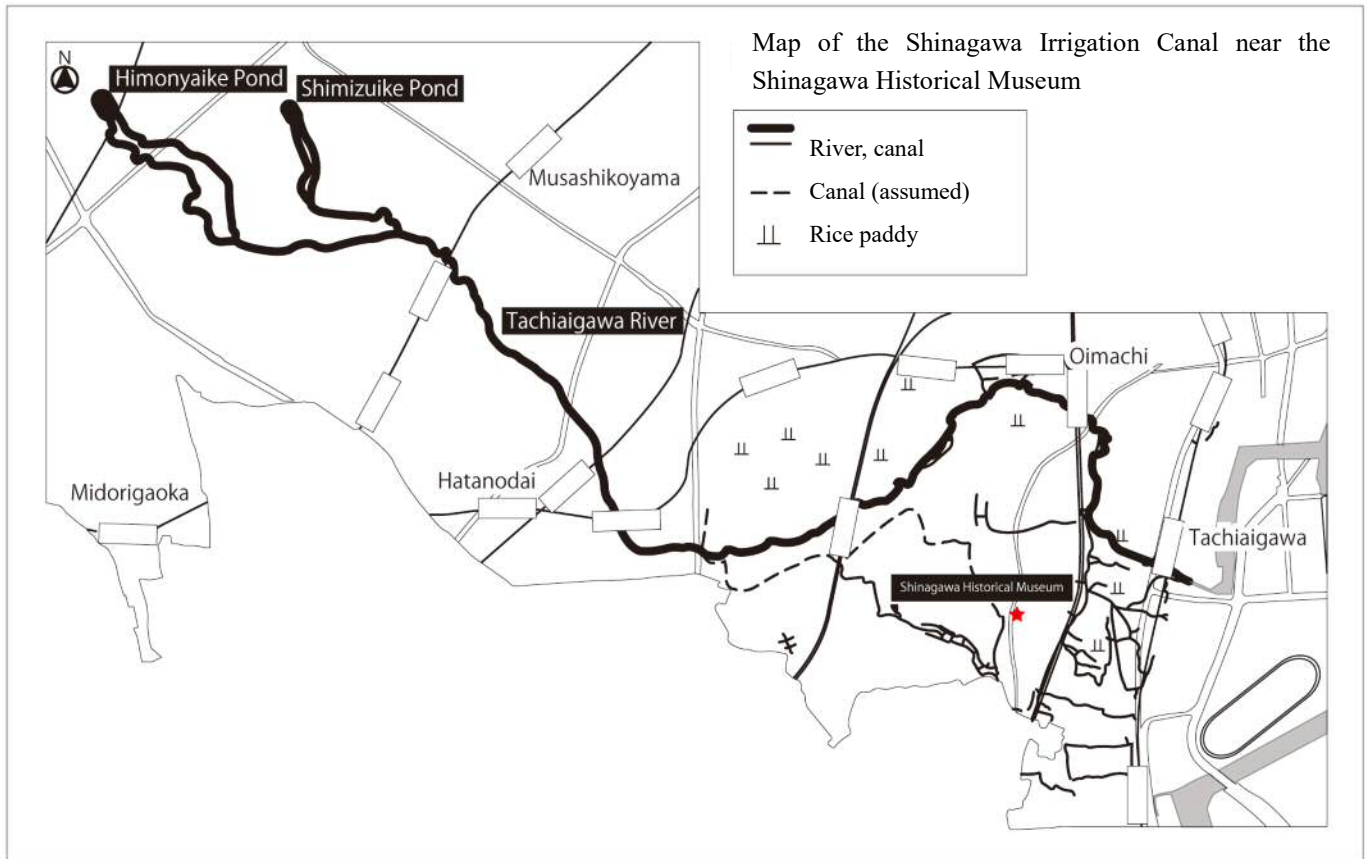 Map of the Shinagawa Irrigation Canal near the
Shinagawa Historical Museum
River, canal
Canal (assumed)
Rice paddy
N
Himonyaike Pond
Shimizuike Pond
Musashikoyama
Tachiaigawa River
Oimachi
Hatanodai
Midorigaoka
Tachiaigawa
Shinagawa Historical Museum